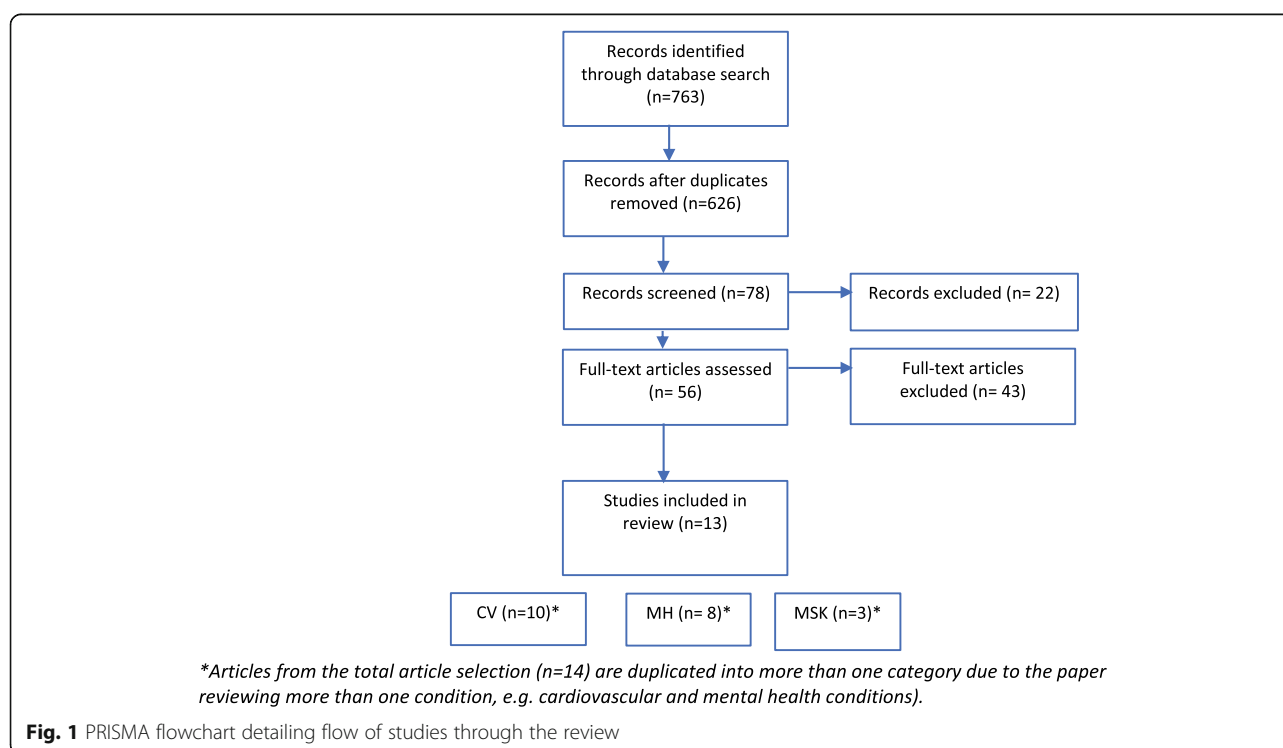 Records identified
through database search
(n=763)
Records after duplicates
removed (n=626)
Records screened (n=78)
Records excluded (n= 22)
Full-text articles assessed
(n= 56)
Full-text articles
excluded (n= 43)
Studies included in
review (n=13)
CV (n=10)*
MH (n= 8)*
MSK (n=3)*
*Articles from the total article selection (n=14) are duplicated into more than one category due to the paper
reviewing more than one condition, e.g. cardiovascular and mental health conditions).
Fig. 1 PRISMA flowchart detailing flow of studies through the review